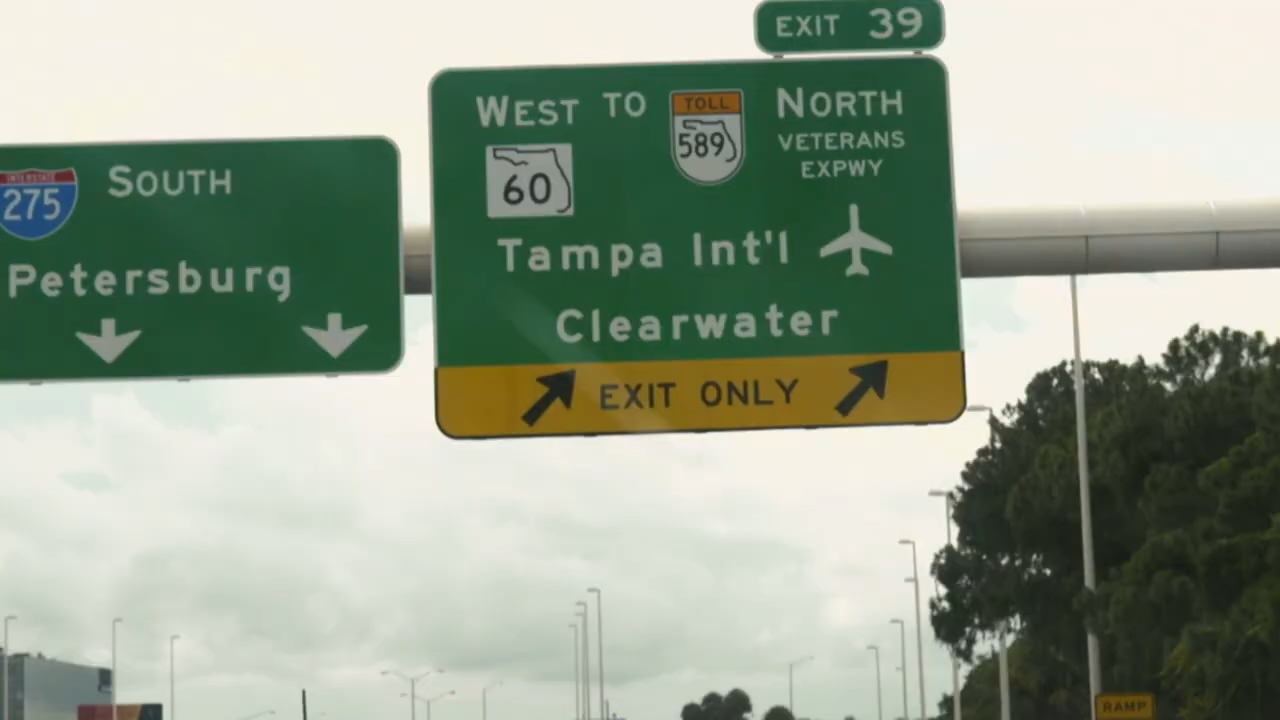 INTERSTATE
275
SOUTH
Petersburg
EXIT 39
WEST TO
TOLL
589
NORTH
VETERANS
EXPWY
60
Tampa Int'l
Clearwater
EXIT ONLY
RAMP